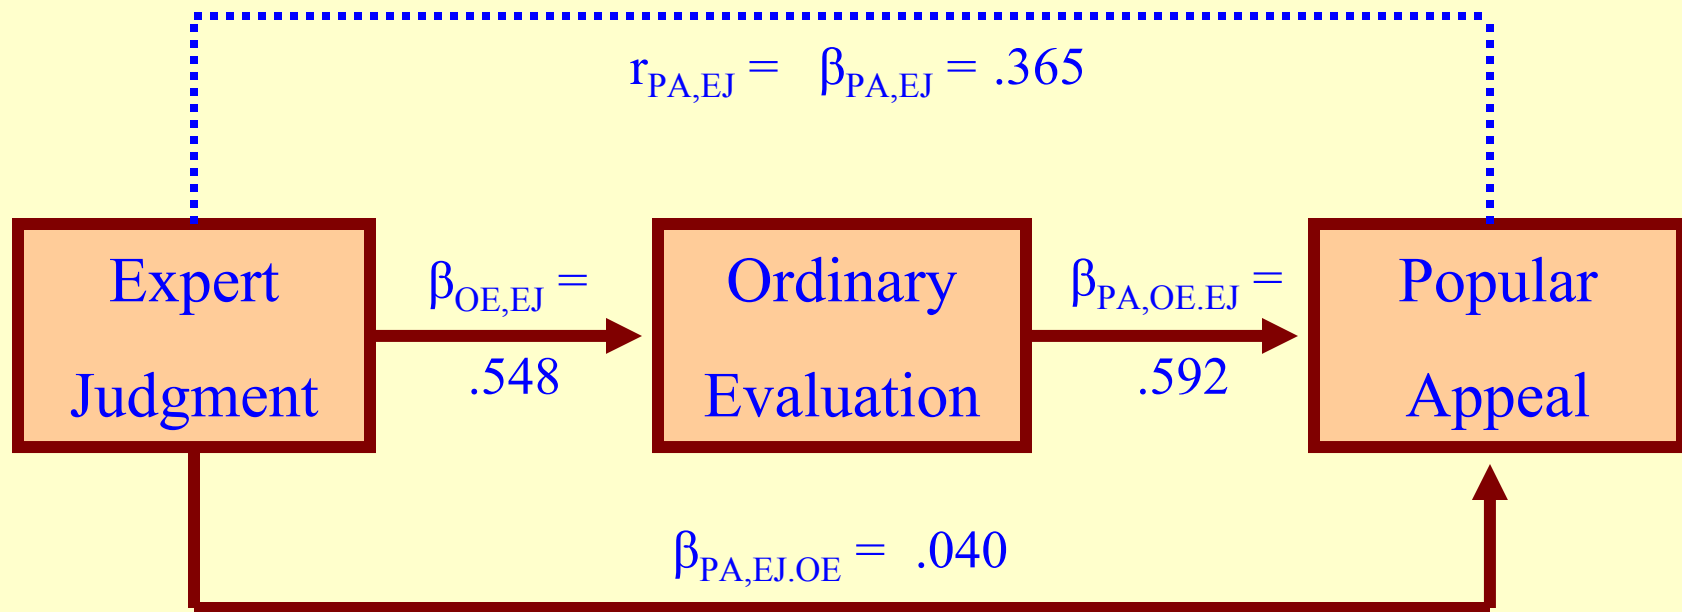 r_PA,EJ = β_PA,EJ = .365
Expert
Judgment
β_OE,EJ =
.548
Ordinary
Evaluation
β_PA,OE.EJ =
.592
Popular
Appeal
β_PA,EJ.OE = .040